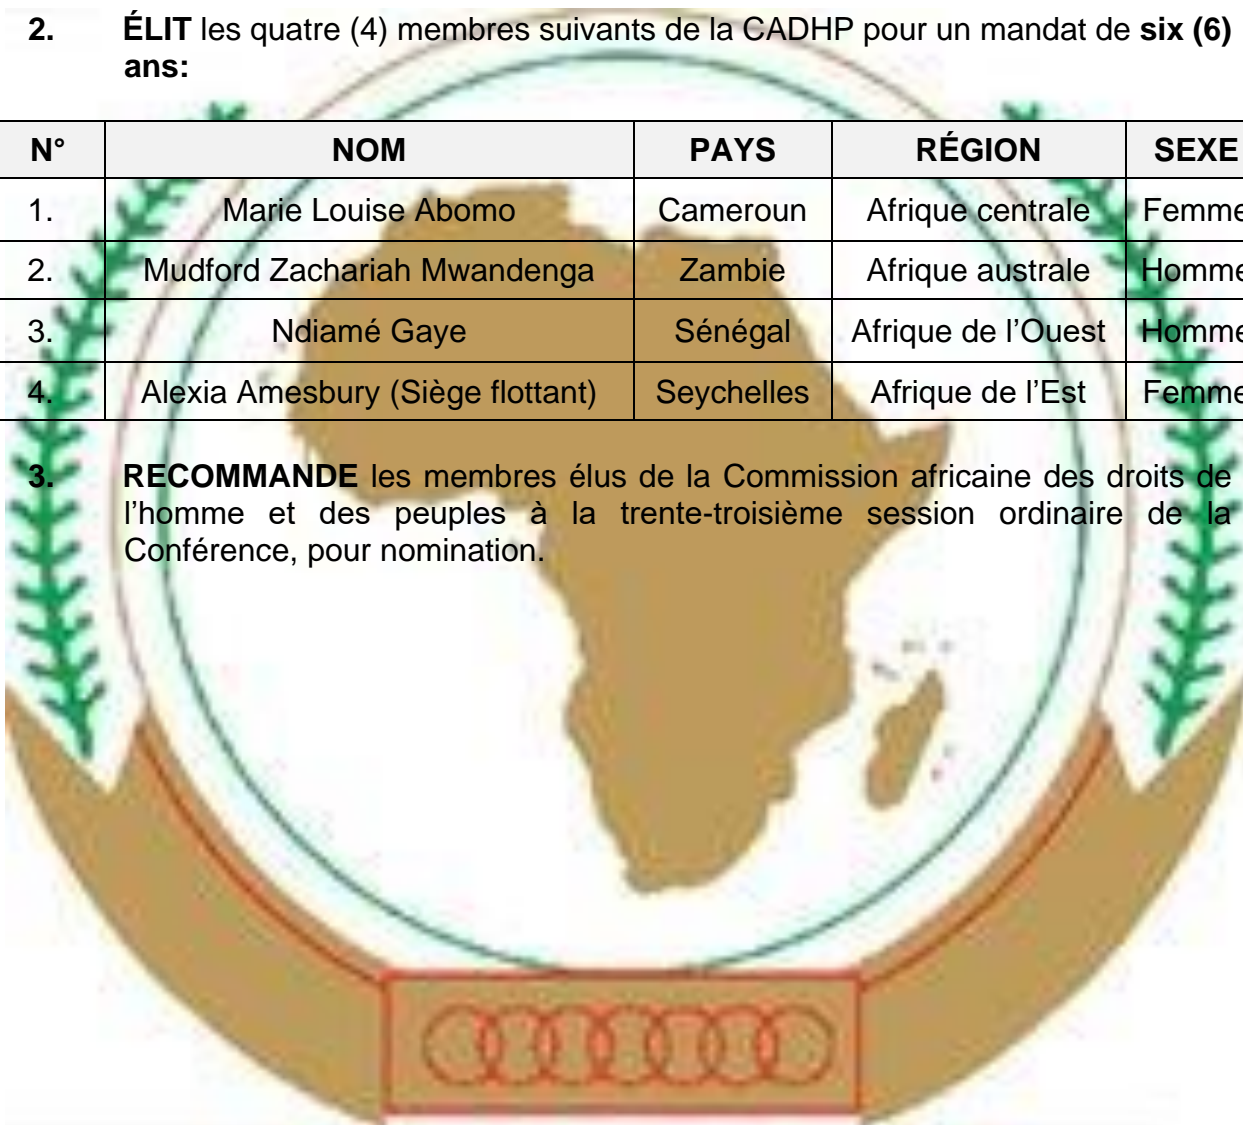 2. ÉLIT les quatre (4) membres suivants de la CADHP pour un mandat de six (6)
ans:
N° NOM PAYS RÉGION SEXE
1. Marie Louise Abomo Cameroun Afrique centrale Femme
2. Mudford Zachariah Mwandenga Zambie Afrique australe Homme
3. Ndiamé Gaye Sénégal Afrique de l’Ouest Homme
4. Alexia Amesbury (Siège flottant) Seychelles Afrique de l’Est Femme
3. RECOMMANDE les membres élus de la Commission africaine des droits de
l’homme et des peuples à la trente-troisième session ordinaire de la
Conférence, pour nomination.